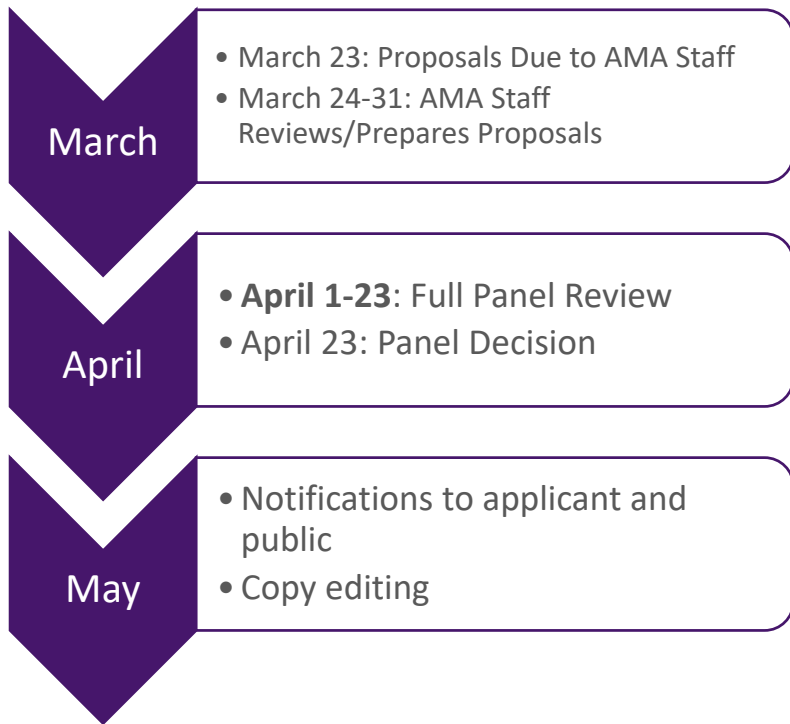 March
• March 23: Proposals Due to AMA Staff
• March 24-31: AMA Staff
Reviews/Prepares Proposals
April
• April 1-23: Full Panel Review
• April 23: Panel Decision
May
• Notifications to applicant and
public
• Copy editing